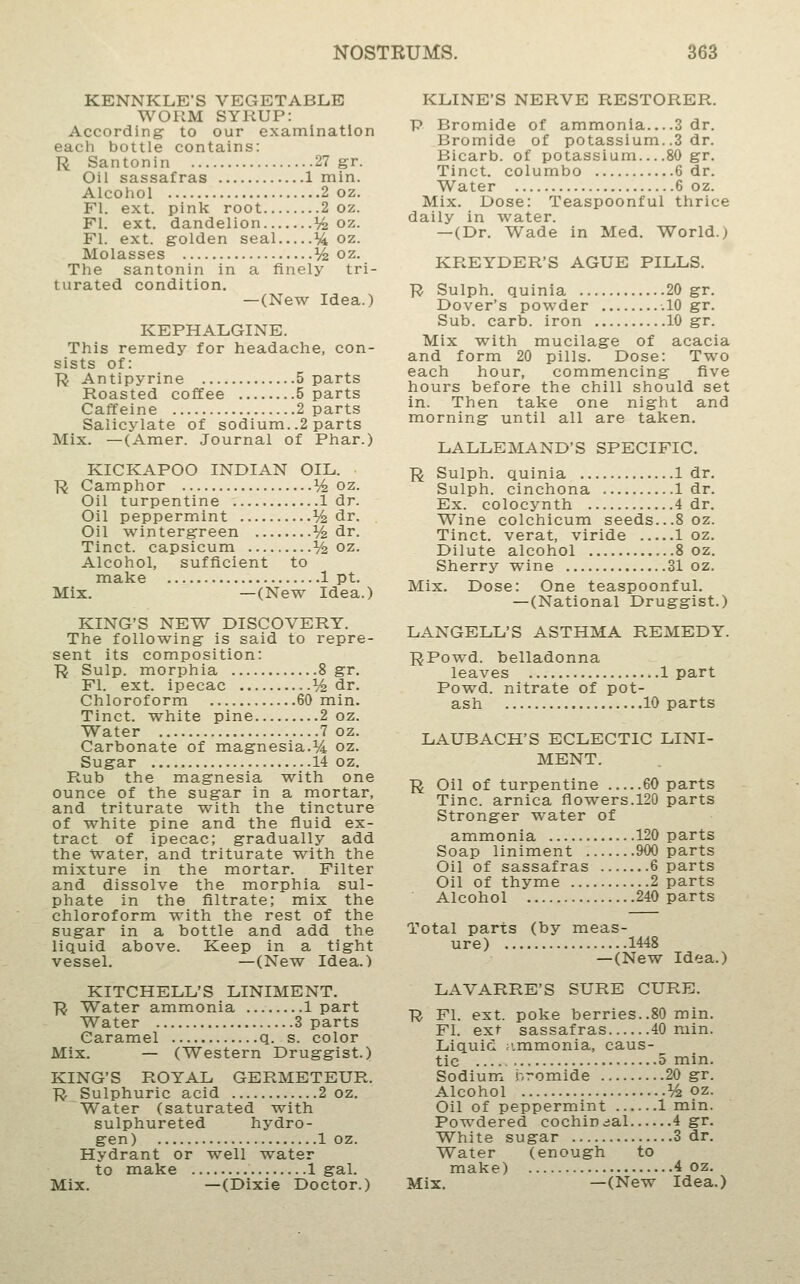 NOSTRUMS. 363
KENNKLE'S VEGETABLE
WORM SYRUP:
According to our examination
each bottle contains:
℞ Santonin ..................27 gr.
Oil sassafras ............1 min.
Alcohol ......................2 oz.
Fl. ext. pink root........2 oz.
Fl. ext. dandelion.......½ oz.
Fl. ext. golden seal.....¼ oz.
Molasses ...................½ oz.
The santonin in a finely tri-
turated condition.
—(New Idea.)
KEPHALGINE.
This remedy for headache, con-
sists of:
℞ Antipyrine .............5 parts
Roasted coffee ........5 parts
Caffeine .................2 parts
Salicylate of sodium..2 parts
Mix. —(Amer. Journal of Phar.)
KICKAPOO INDIAN OIL.
℞ Camphor ...................½ oz.
Oil turpentine .............1 dr.
Oil peppermint ..........½ dr.
Oil wintergreen ........½ dr.
Tinct. capsicum .........½ oz.
Alcohol, sufficient to
make ......................1 pt.
Mix. —(New Idea.)
KING'S NEW DISCOVERY.
The following is said to repre-
sent its composition:
℞ Sulp. morphia ............8 gr.
Fl. ext. ipecac ..........½ dr.
Chloroform ............60 min.
Tinct. white pine.........2 oz.
Water .......................7 oz.
Carbonate of magnesia.¼ oz.
Sugar .......................14 oz.
Rub the magnesia with one
ounce of the sugar in a mortar,
and triturate with the tincture
of white pine and the fluid ex-
tract of ipecac; gradually add
the water, and triturate with the
mixture in the mortar. Filter
and dissolve the morphia sul-
phate in the filtrate; mix the
chloroform with the rest of the
sugar in a bottle and add the
liquid above. Keep in a tight
vessel. —(New Idea.)
KITCHELL'S LINIMENT.
℞ Water ammonia ........1 part
Water ....................3 parts
Caramel ............q. s. color
Mix. — (Western Druggist.)
KING'S ROYAL GERMETEUR.
℞ Sulphuric acid ............2 oz.
Water (saturated with
sulphureted hydro-
gen) .......................1 oz.
Hydrant or well water
to make .................1 gal.
Mix. —(Dixie Doctor.)
KLINE'S NERVE RESTORER.
P Bromide of ammonia....3 dr.
Bromide of potassium..3 dr.
Bicarb. of potassium....80 gr.
Tinct. columbo ...........6 dr.
Water .......................6 oz.
Mix. Dose: Teaspoonful thrice
daily in water.
—(Dr. Wade in Med. World.)
KREYDER'S AGUE PILLS.
℞ Sulph. quinia ............20 gr.
Dover's powder .........10 gr.
Sub. carb. iron ..........10 gr.
Mix with mucilage of acacia
and form 20 pills. Dose: Two
each hour, commencing five
hours before the chill should set
in. Then take one night and
morning until all are taken.
LALLEMAND'S SPECIFIC.
℞ Sulph. quinia .............1 dr.
Sulph. cinchona ..........1 dr.
Ex. colocynth ............4 dr.
Wine colchicum seeds...8 oz.
Tinct. verat, viride .....1 oz.
Dilute alcohol ............8 oz.
Sherry wine ..............31 oz.
Mix. Dose: One teaspoonful.
—(National Druggist.)
LANGELL'S ASTHMA REMEDY.
℞ Powd. belladonna
leaves ...................1 part
Powd. nitrate of pot-
ash ....................10 parts
LAUBACH'S ECLECTIC LINI-
MENT.
℞ Oil of turpentine .....60 parts
Tinc. arnica flowers.120 parts
Stronger water of
ammonia ............120 parts
Soap liniment .......900 parts
Oil of sassafras .......6 parts
Oil of thyme ...........2 parts
Alcohol ................240 parts
Total parts (by meas-
ure) ..................1448
—(New Idea.)
LAVARRE'S SURE CURE.
℞ Fl. ext. poke berries..80 min.
Fl. ext sassafras......40 min.
Liquid ammonia, caus-
tic ..........................5 min.
Sodium bromide .........20 gr.
Alcohol .....................½ oz.
Oil of peppermint ......1 min.
Powdered cochineal......4 gr.
White sugar ..............3 dr.
Water (enough to
make) .....................4 oz.
Mix. —(New Idea.)